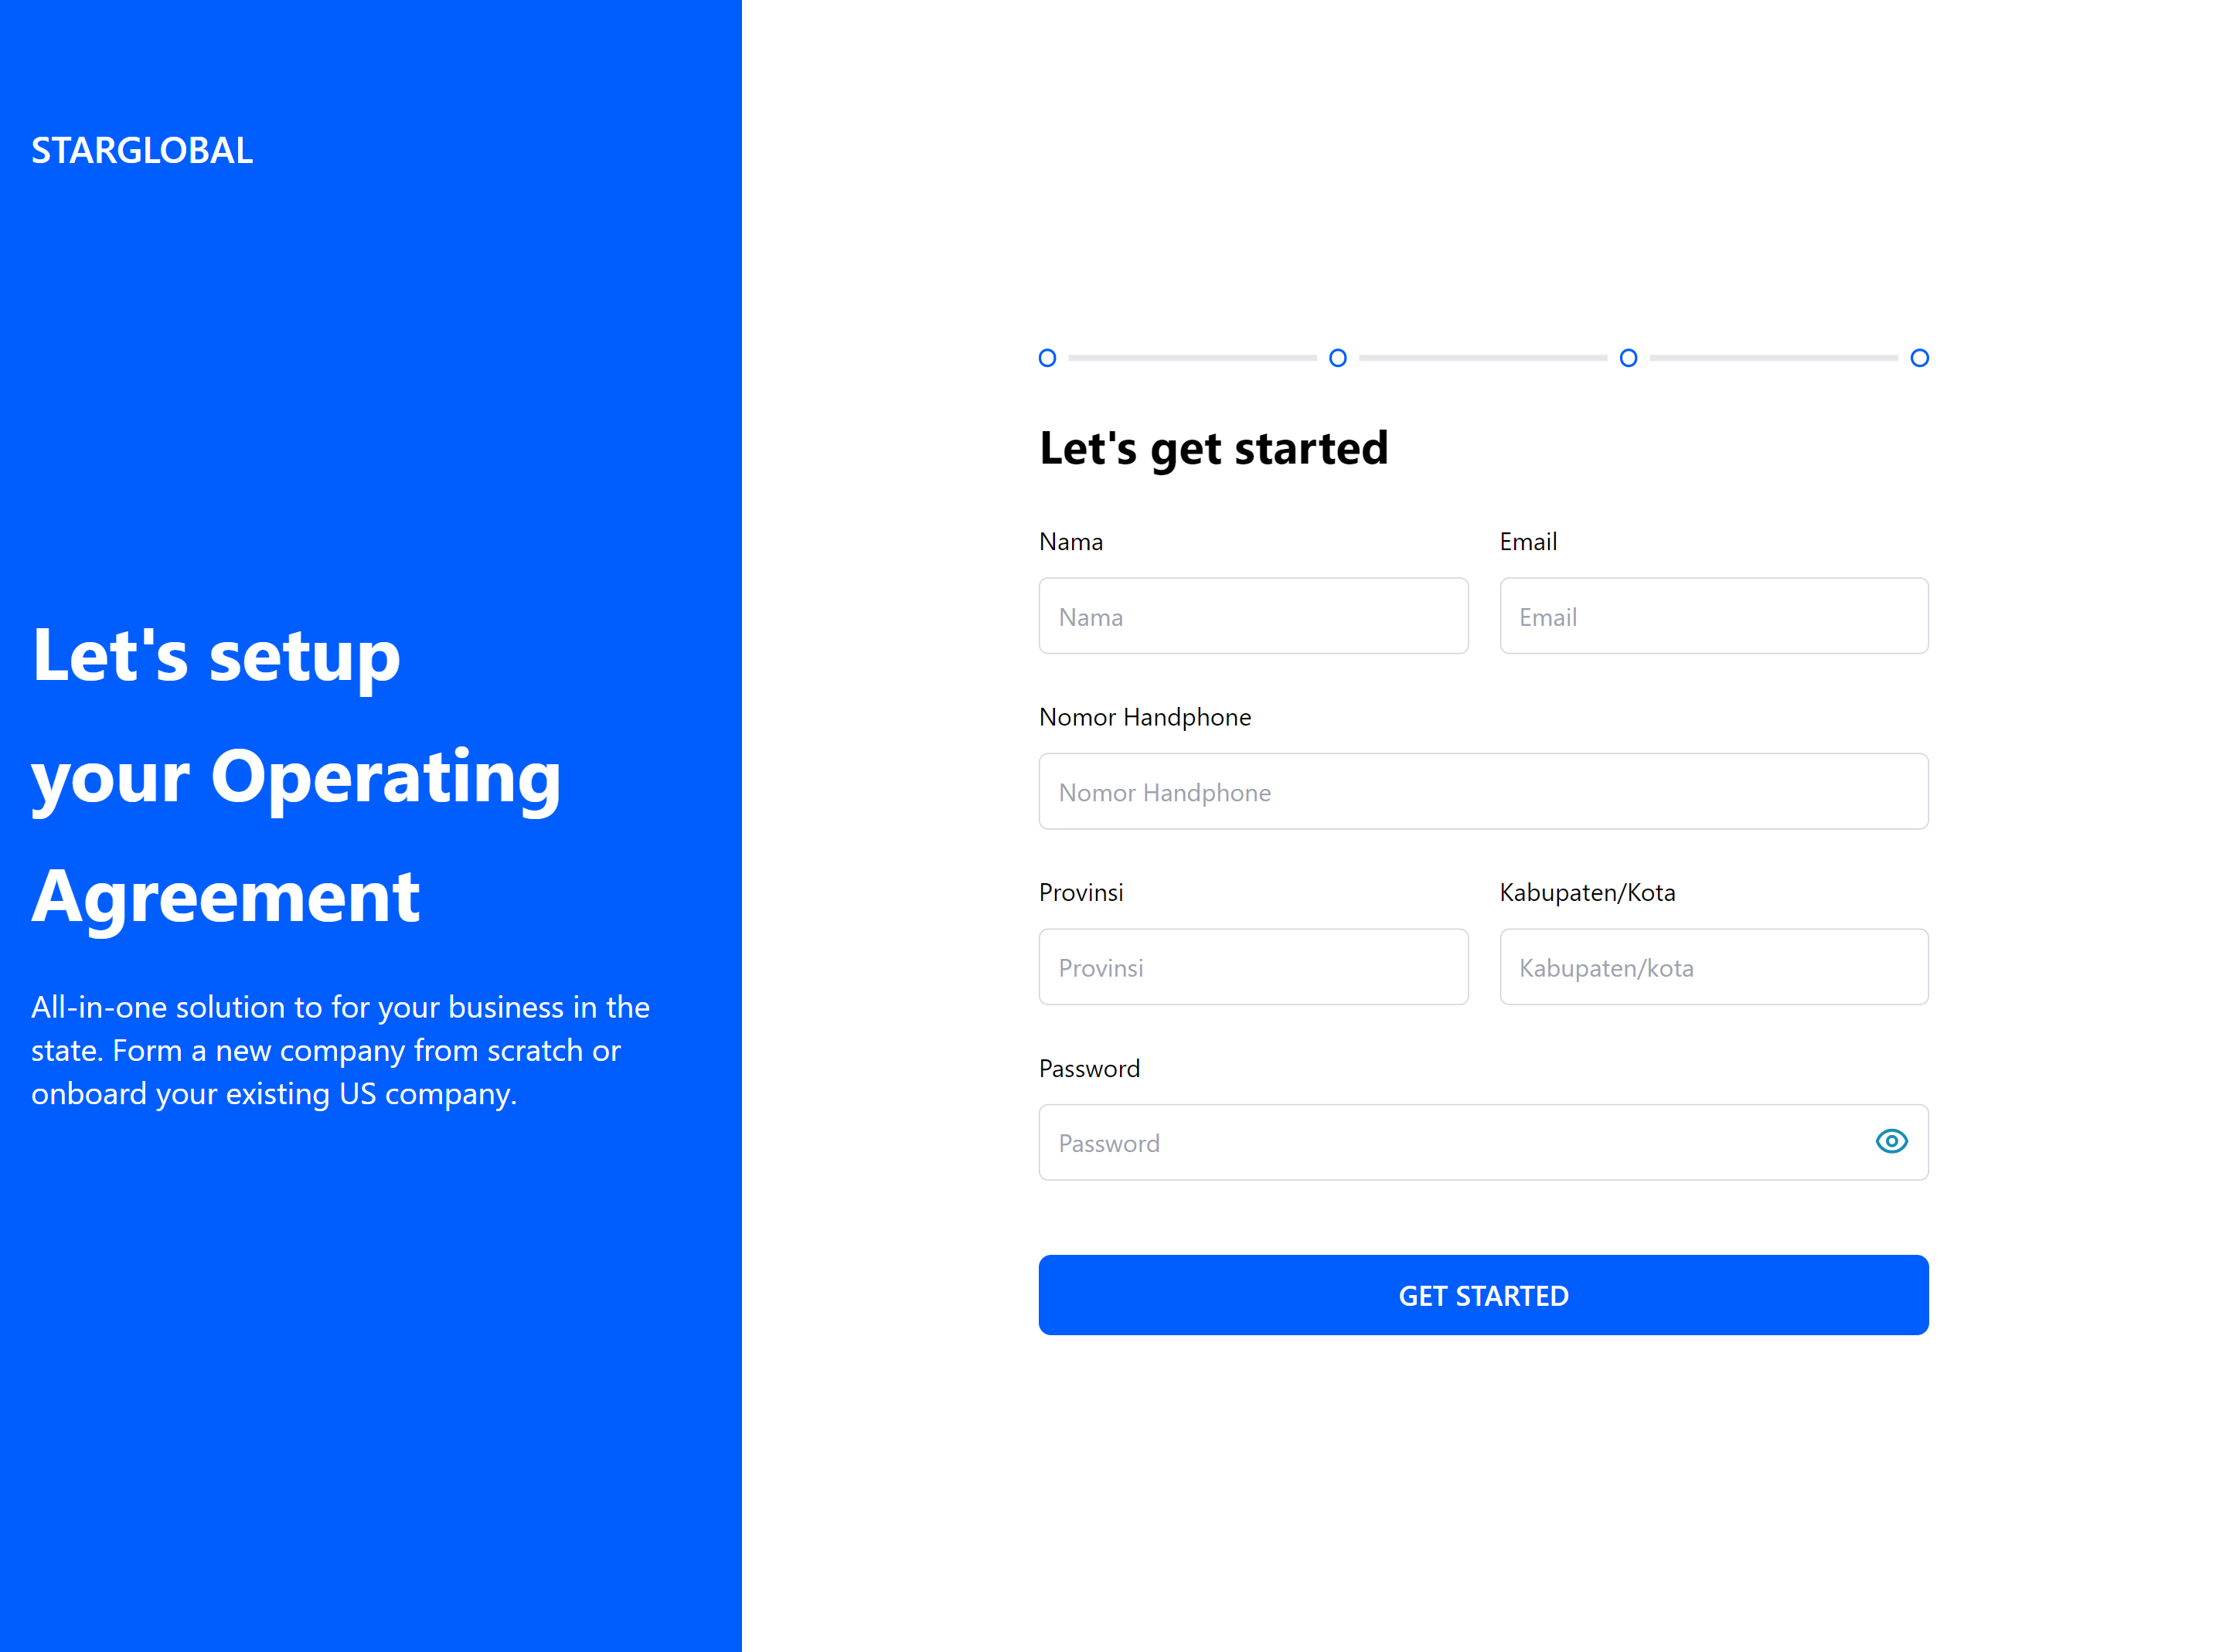 STARGLOBAL
Let's setup
your Operating
Agreement
All-in-one solution to for your business in the
state. Form a new company from scratch or
onboard your existing US company.
Let's get started
Nama
Email
Nama
Email
Nomor Handphone
Nomor Handphone
Provinsi
Kabupaten/Kota
Provinsi
Kabupaten/kota
Password
Password
GET STARTED